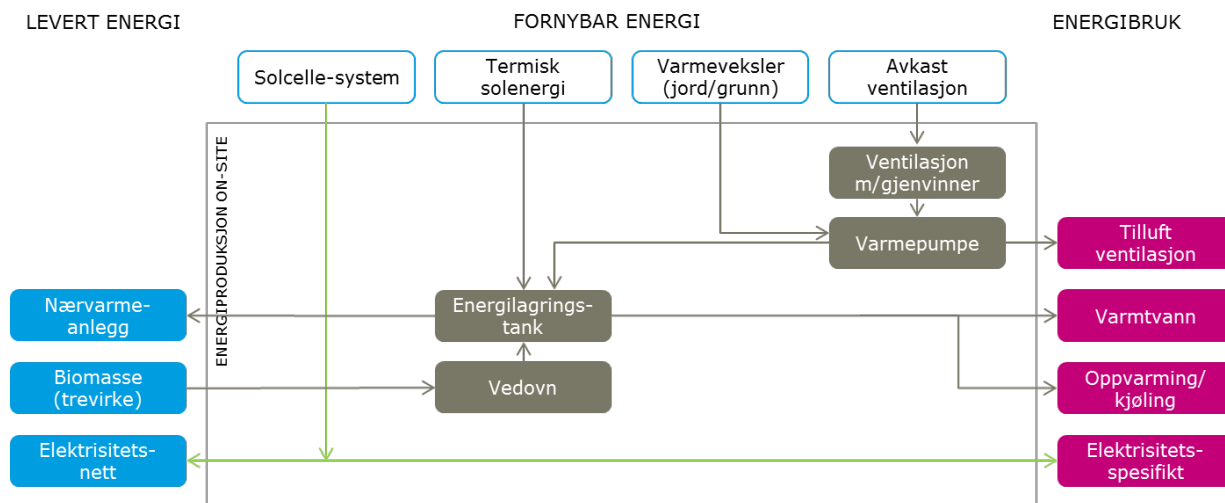 LEVERT ENERGI
FORNYBAR ENERGI
ENERGIBRUK
Solcelle-system
Termisk
solenergi
Varmeveksler
(jord/grunn)
Avkast
ventilasjon
ENERGIPRODUKSJON ON-SITE
Ventilasjon
m/gjenvinner
Varmepumpe
Tilluft
ventilasjon
Nærvarme-
anlegg
Energilagrings-
tank
Varmtvann
Biomasse
(trevirke)
Vedovn
Oppvarming/
kjøling
Elektrisitets-
nett
Elektrisitets-
spesifikt